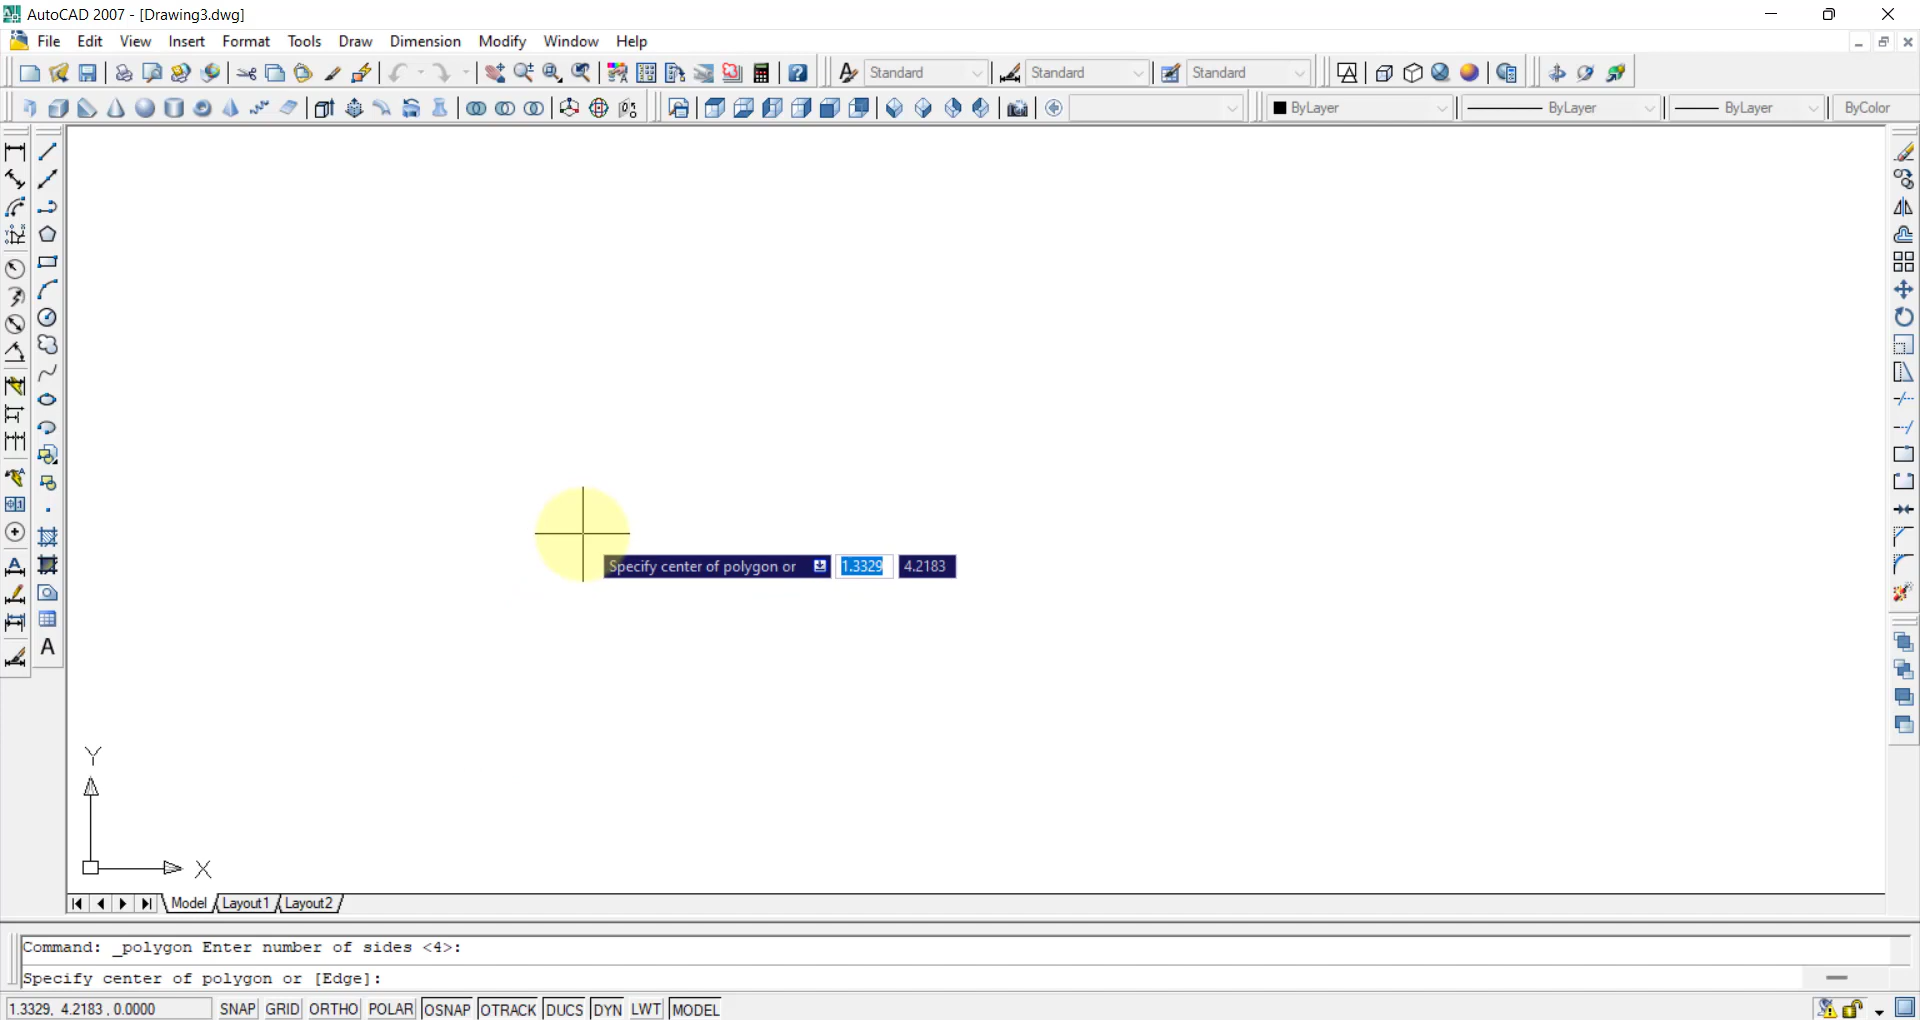 AutoCAD 2007 - [Drawing3.dwg]
File Edit View Insert Format Tools Draw Dimension Modify Window Help
Standard Standard Standard
ByLayer ByLayer ByLayer ByColor
Specify center of polygon or 1.3329 4.2183
Y
X
Model Layout1 Layout2
Command: _polygon Enter number of sides <4>:
Specify center of polygon or [Edge]:
1.3329, 4.2183 , 0.0000 SNAP GRID ORTHO POLAR OSNAP OTRACK DUCS DYN LWT MODEL